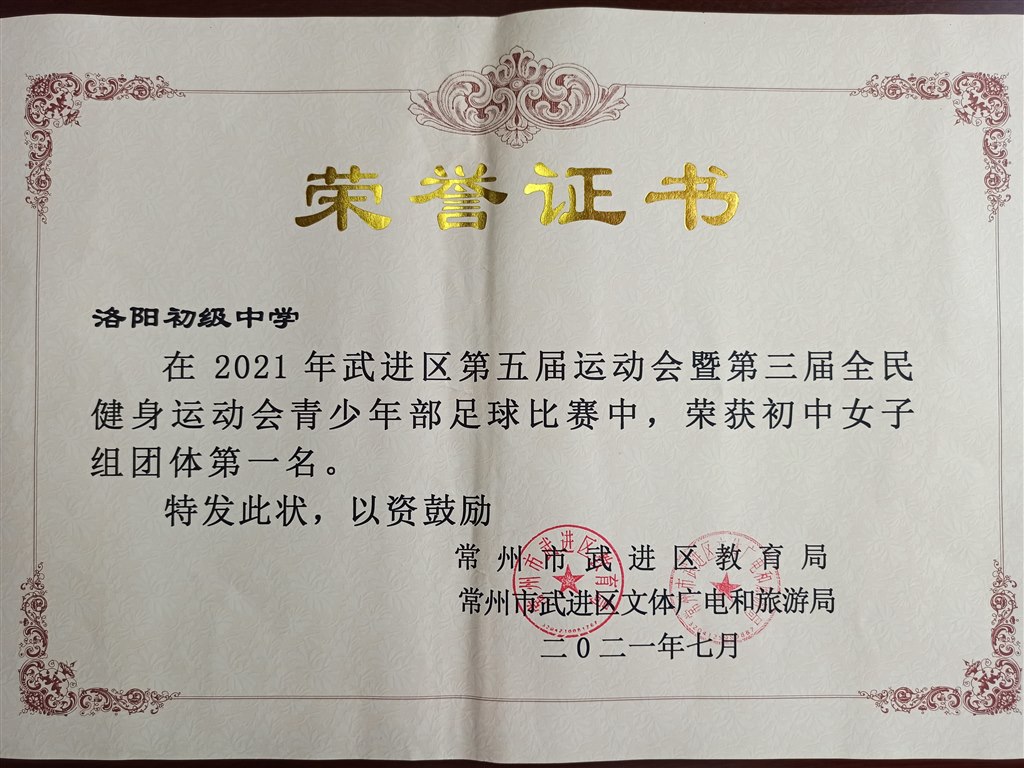 荣誉证书
洛阳初级中学
在 2021 年武进区第五届运动会暨第三届全民
健身运动会青少年部足球比赛中，荣获初中女子
组团体第一名。
特发此状，以资鼓励
常州市武进区教育局
常州市武进区文体广电和旅游局
二0二一年七月